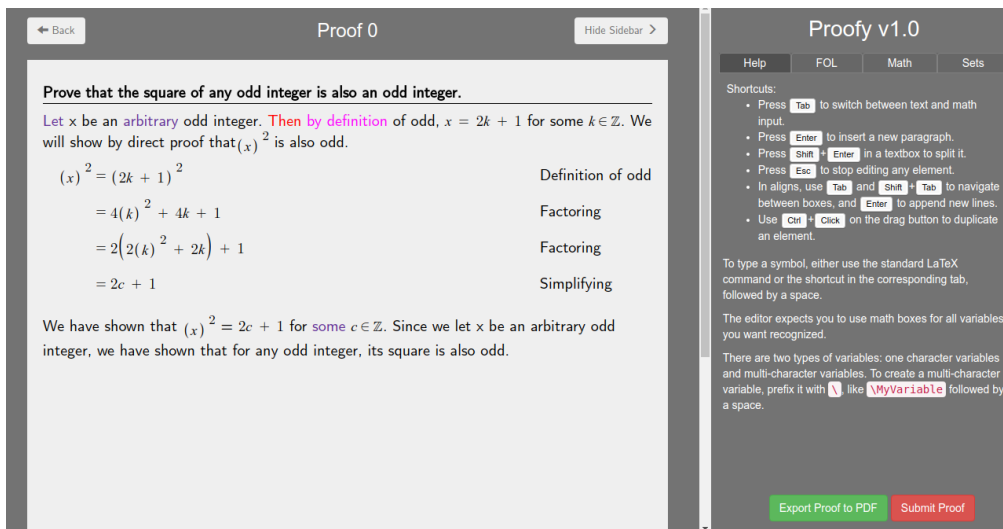 Back
Proof 0
Hide Sidebar
Prove that the square of any odd integer is also an odd integer.
Let x be an arbitrary odd integer. Then by definition of odd, x = 2k + 1 for some k ∈ ℤ. We
will show by direct proof that (x)² is also odd.
(x)² = (2k + 1)² Definition of odd
= 4(k)² + 4k + 1 Factoring
= 2(2(k)² + 2k) + 1 Factoring
= 2c + 1 Simplifying
We have shown that (x)² = 2c + 1 for some c ∈ ℤ. Since we let x be an arbitrary odd
integer, we have shown that for any odd integer, its square is also odd.
Proofy v1.0
Help FOL Math Sets
Shortcuts:
• Press Tab to switch between text and math
input.
• Press Enter to insert a new paragraph.
• Press Shift + Enter in a textbox to split it.
• Press Esc to stop editing any element.
• In aligns, use Tab and Shift + Tab to navigate
between boxes, and Enter to append new lines.
• Use Ctrl + Click on the drag button to duplicate
an element.
To type a symbol, either use the standard LaTeX
command or the shortcut in the corresponding tab,
followed by a space.
The editor expects you to use math boxes for all variables
you want recognized.
There are two types of variables: one character variables
and multi-character variables. To create a multi-character
variable, prefix it with \, like \MyVariable followed by
a space.
Export Proof to PDF
Submit Proof